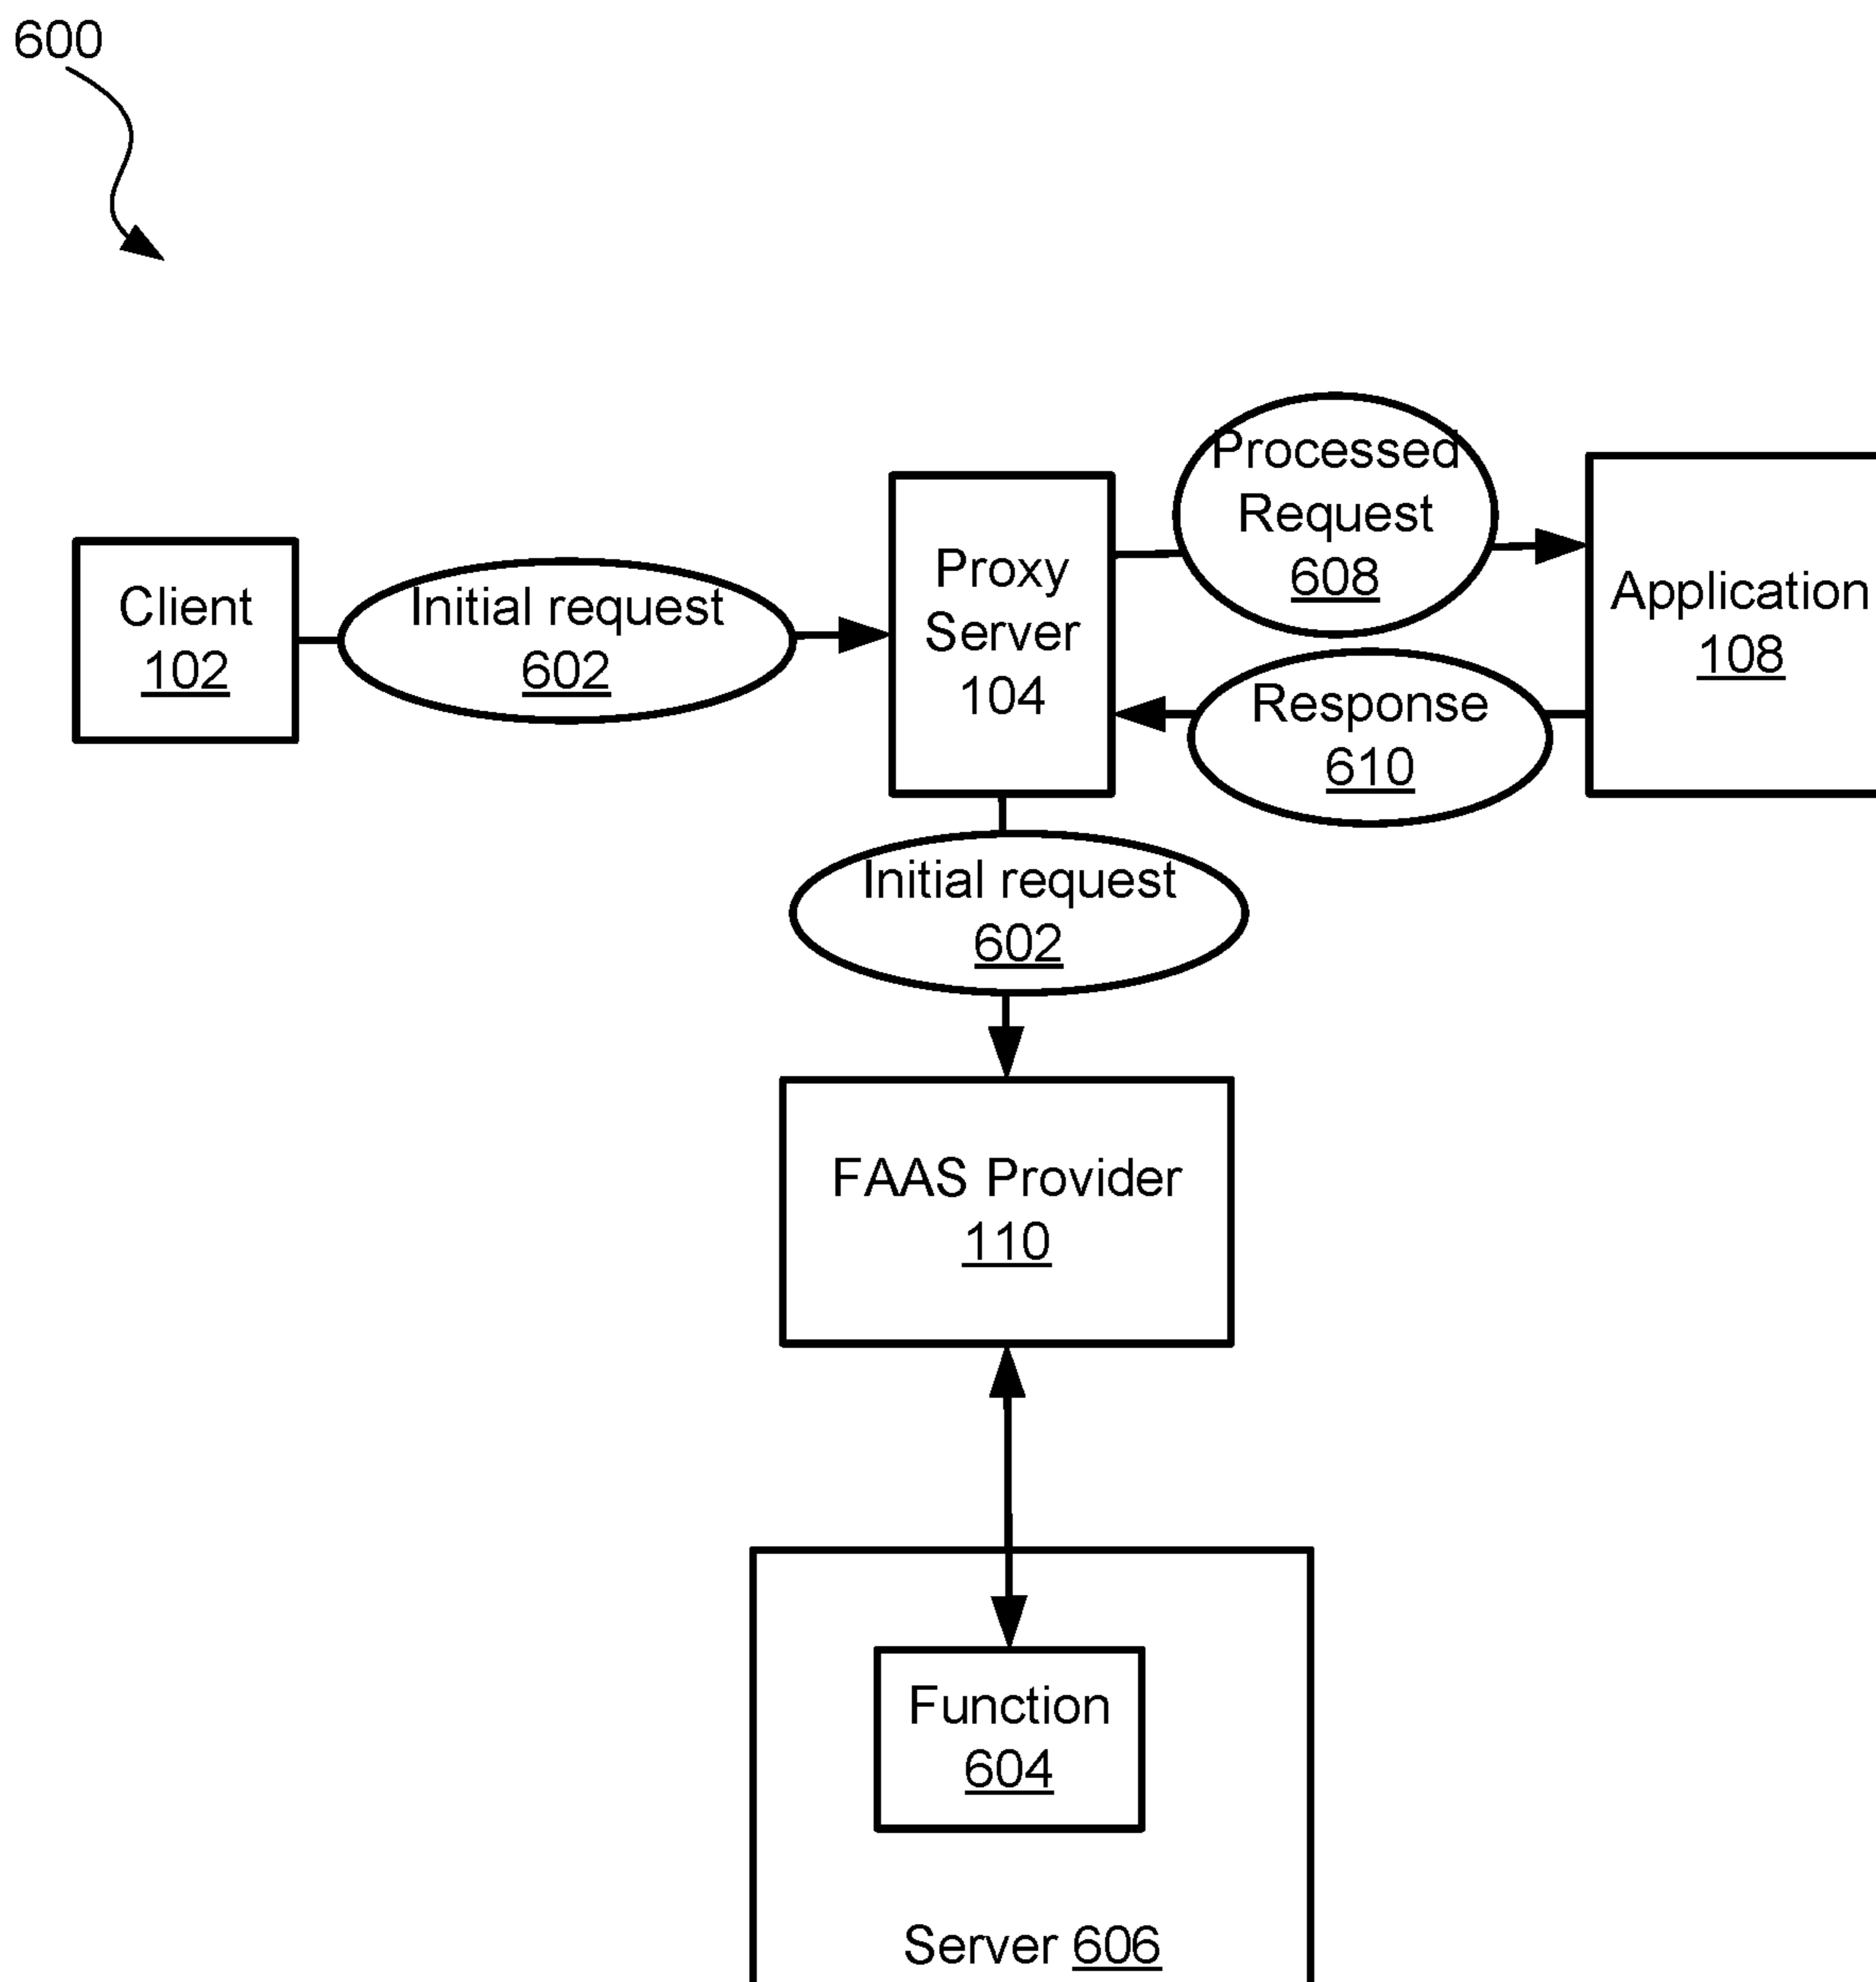 600
Client
102
Initial request
602
Proxy
Server
104
Processed
Request
608
Response
610
Application
108
Initial request
602
FAAS Provider
110
Function
604
Server 606